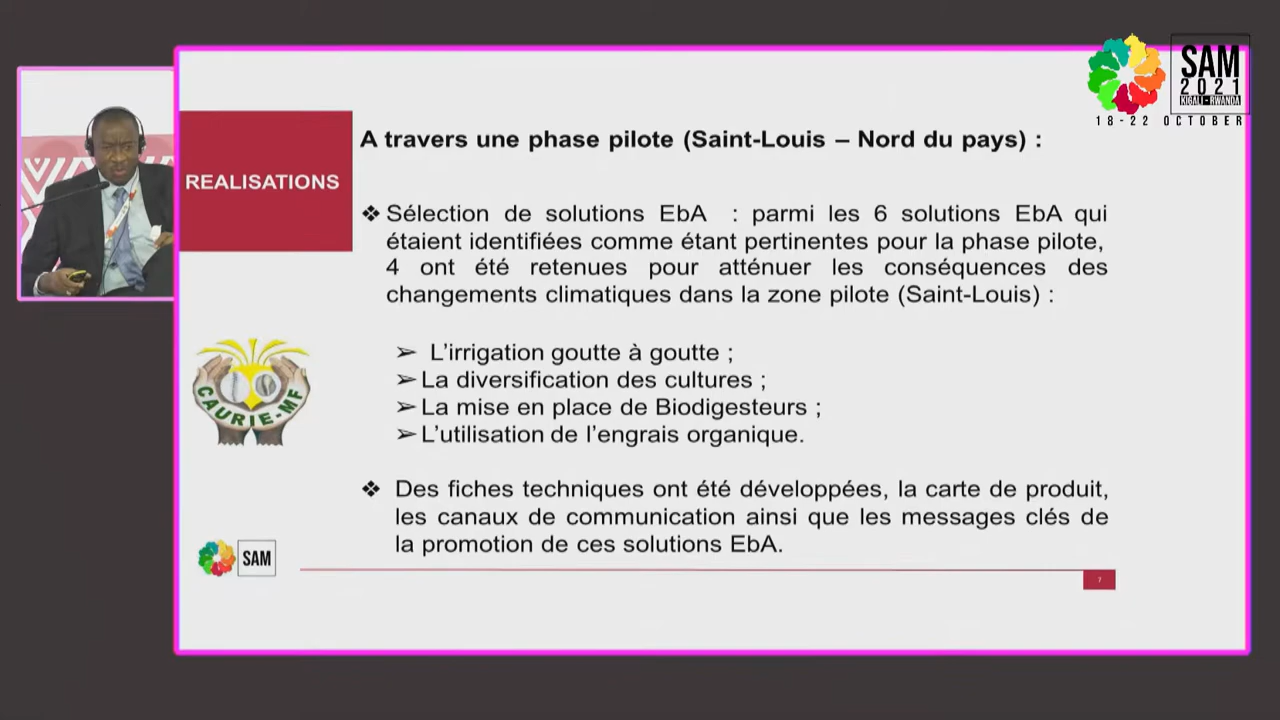 SAM
2021
KIGALI - RWANDA
18-22 OCTOBER
REALISATIONS
A travers une phase pilote (Saint-Louis – Nord du pays) :
❖ Sélection de solutions EbA : parmi les 6 solutions EbA qui
étaient identifiées comme étant pertinentes pour la phase pilote,
4 ont été retenues pour atténuer les conséquences des
changements climatiques dans la zone pilote (Saint-Louis) :
➢ L'irrigation goutte à goutte ;
➢ La diversification des cultures ;
➢ La mise en place de Biodigesteurs ;
➢ L'utilisation de l'engrais organique.
❖ Des fiches techniques ont été développées, la carte de produit,
les canaux de communication ainsi que les messages clés de
la promotion de ces solutions EbA.
CAURIE-MF
SAM
7